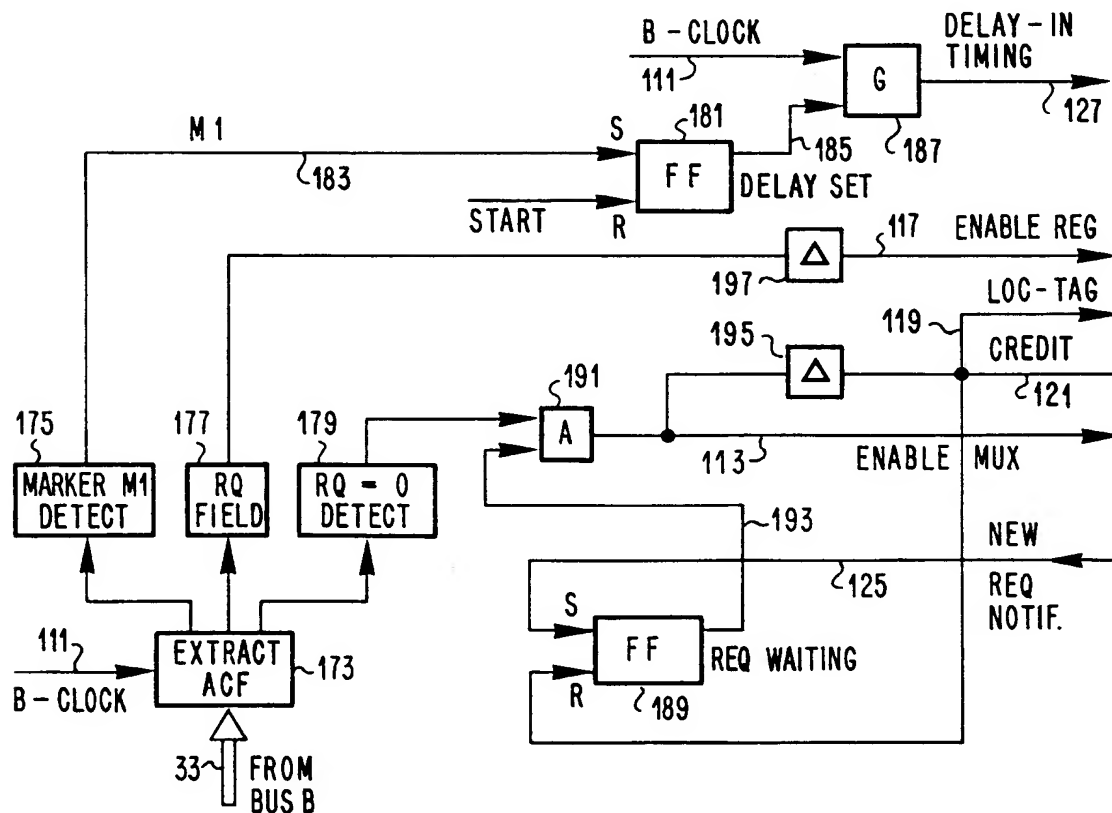 B-CLOCK
111
DELAY-IN
TIMING
G
127
187
M1
183
S
181
FF
185
DELAY SET
START
R
197
Δ
117
ENABLE REG
LOC-TAG
119
195
Δ
CREDIT
121
191
A
113
ENABLE MUX
175
MARKER M1
DETECT
177
RQ
FIELD
179
RQ = 0
DETECT
193
NEW
REQ
NOTIF.
125
S
FF
REQ WAITING
R
189
111
B-CLOCK
EXTRACT
ACF
173
33
FROM
BUS B